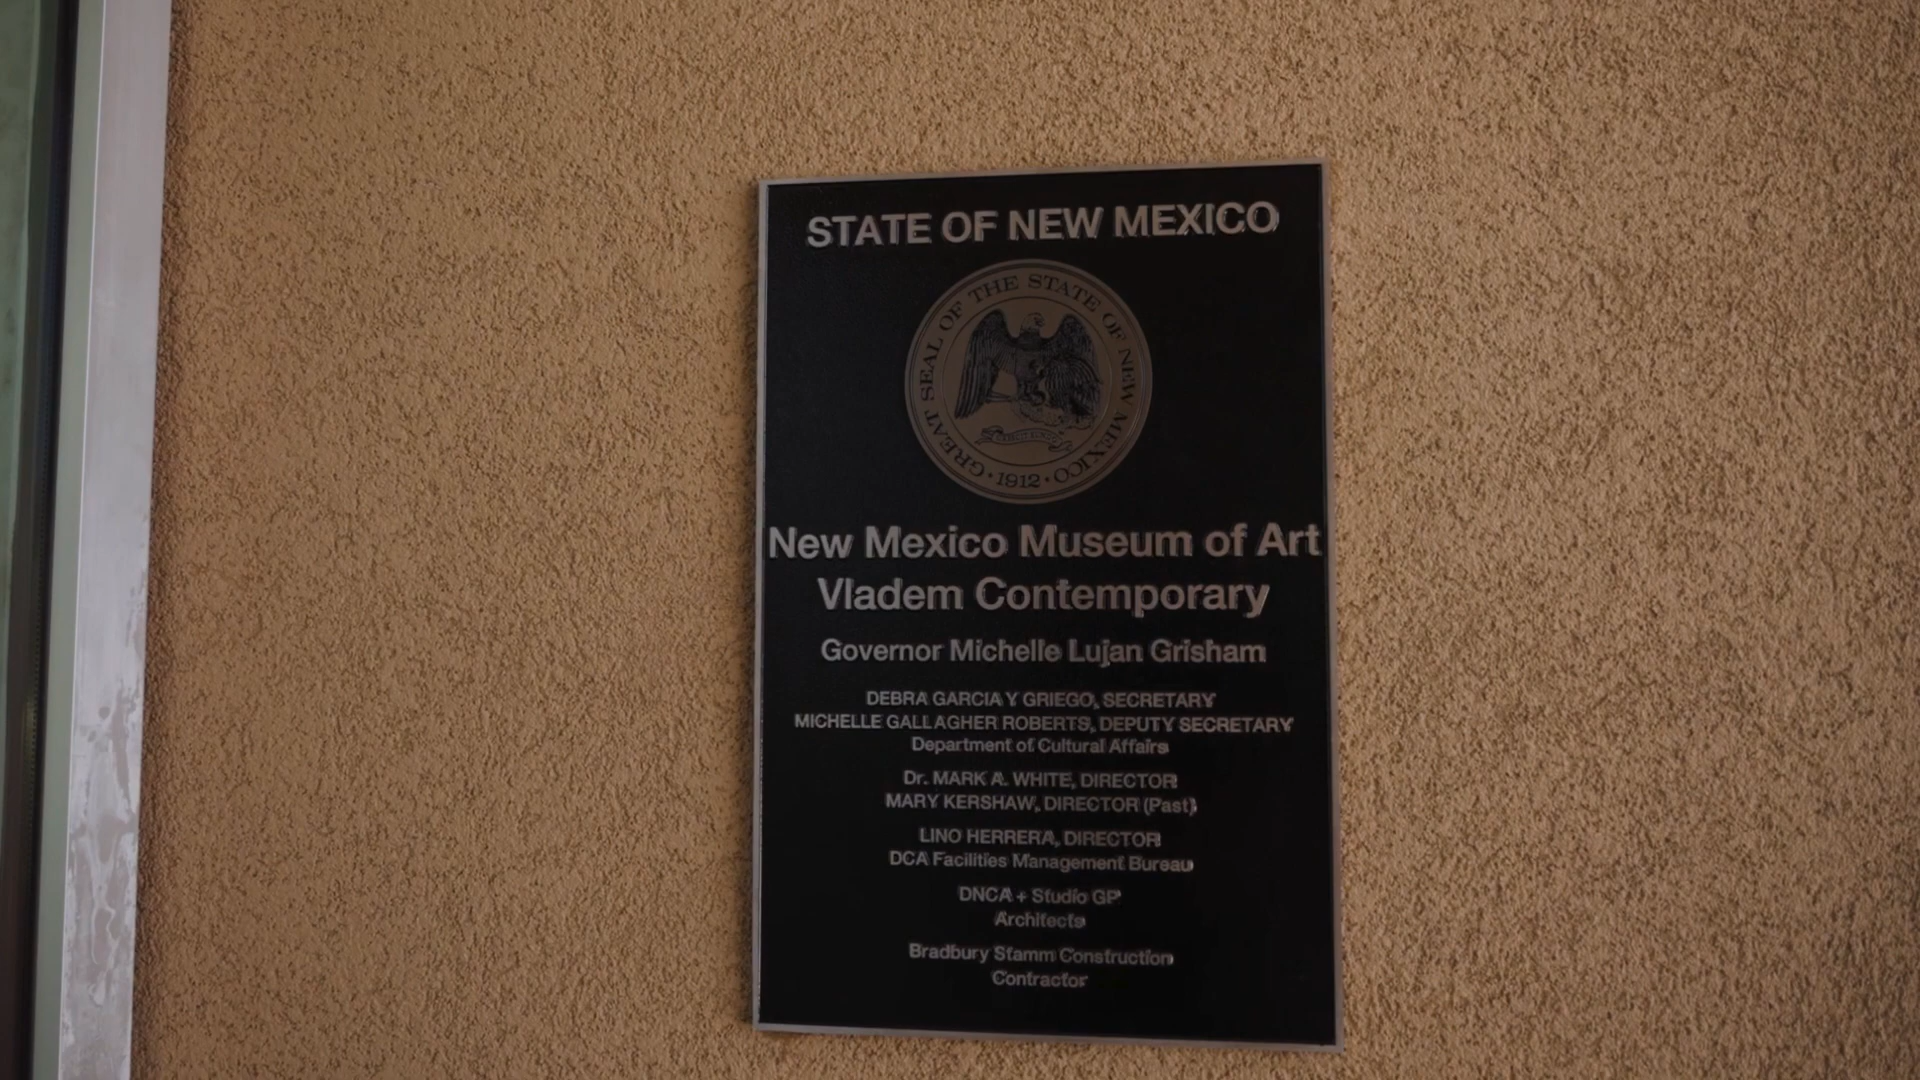 STATE OF NEW MEXICO
GREAT SEAL OF THE STATE OF NEW MEXICO
• 1912 •
New Mexico Museum of Art
Vladem Contemporary
Governor Michelle Lujan Grisham
DEBRA GARCIA Y GRIEGO, SECRETARY
MICHELLE GALLAGHER ROBERTS, DEPUTY SECRETARY
Department of Cultural Affairs
Dr. MARK A. WHITE, DIRECTOR
MARY KERSHAW, DIRECTOR (Past)
LINO HERRERA, DIRECTOR
DCA Facilities Management Bureau
DNCA + Studio GP
Architects
Bradbury Stamm Construction
Contractor